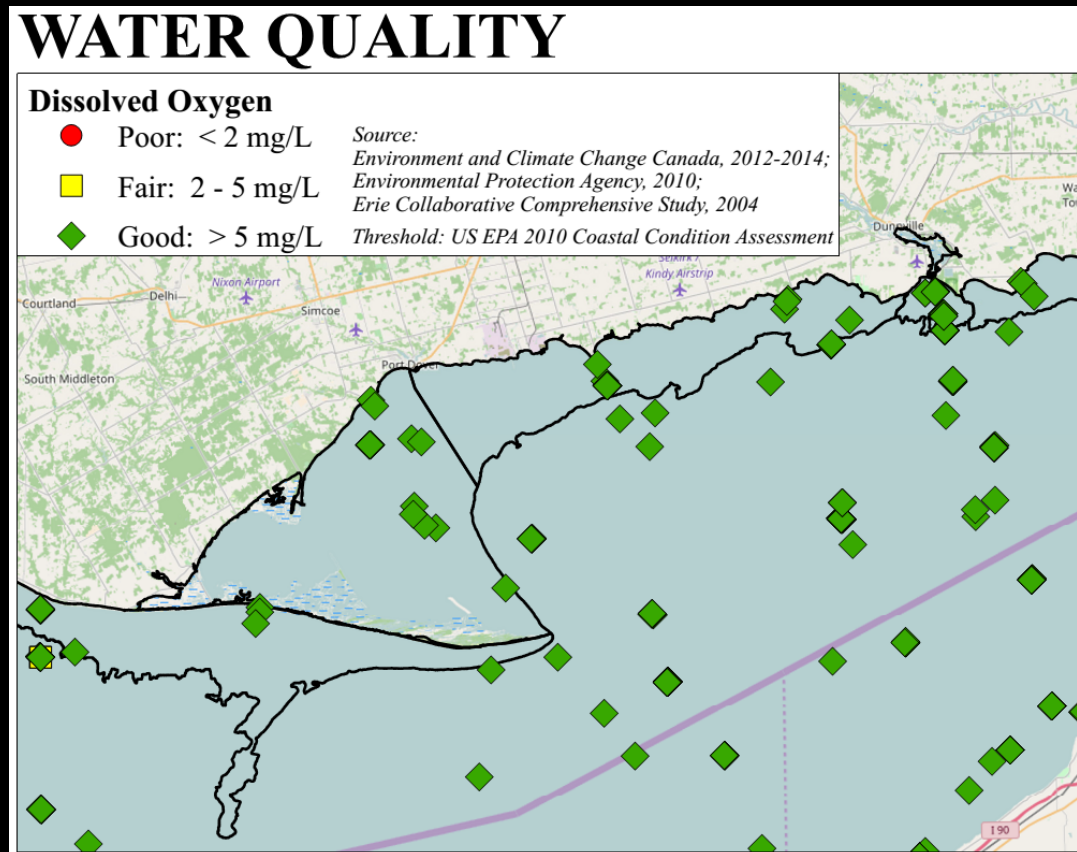 WATER QUALITY
Dissolved Oxygen
Poor: < 2 mg/L
Fair: 2 - 5 mg/L
Good: > 5 mg/L
Source:
Environment and Climate Change Canada, 2012-2014;
Environmental Protection Agency, 2010;
Erie Collaborative Comprehensive Study, 2004
Threshold: US EPA 2010 Coastal Condition Assessment
Dunnville
Kindy Airstrip
Nixon Airport
Courtland
Delhi
Simcoe
Port Dover
South Middleton
I 90